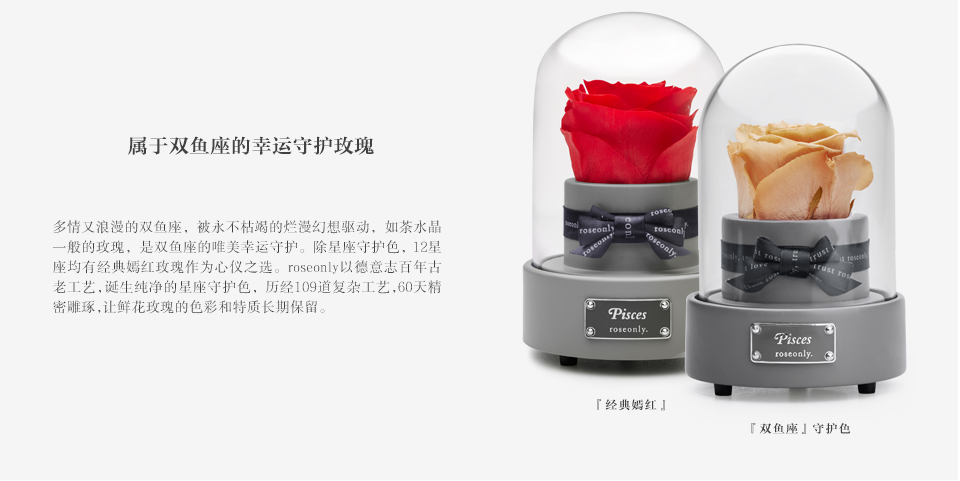 属于双鱼座的幸运守护玫瑰
多情又浪漫的双鱼座，被永不枯竭的烂漫幻想驱动，如茶水晶
一般的玫瑰，是双鱼座的唯美幸运守护。除星座守护色，12星
座均有经典嫣红玫瑰作为心仪之选。roseonly以德意志百年古
老工艺,诞生纯净的星座守护色，历经109道复杂工艺,60天精
密雕琢,让鲜花玫瑰的色彩和特质长期保留。
Pisces
roseonly.
Pisces
roseonly.
『经典嫣红』
『双鱼座』守护色